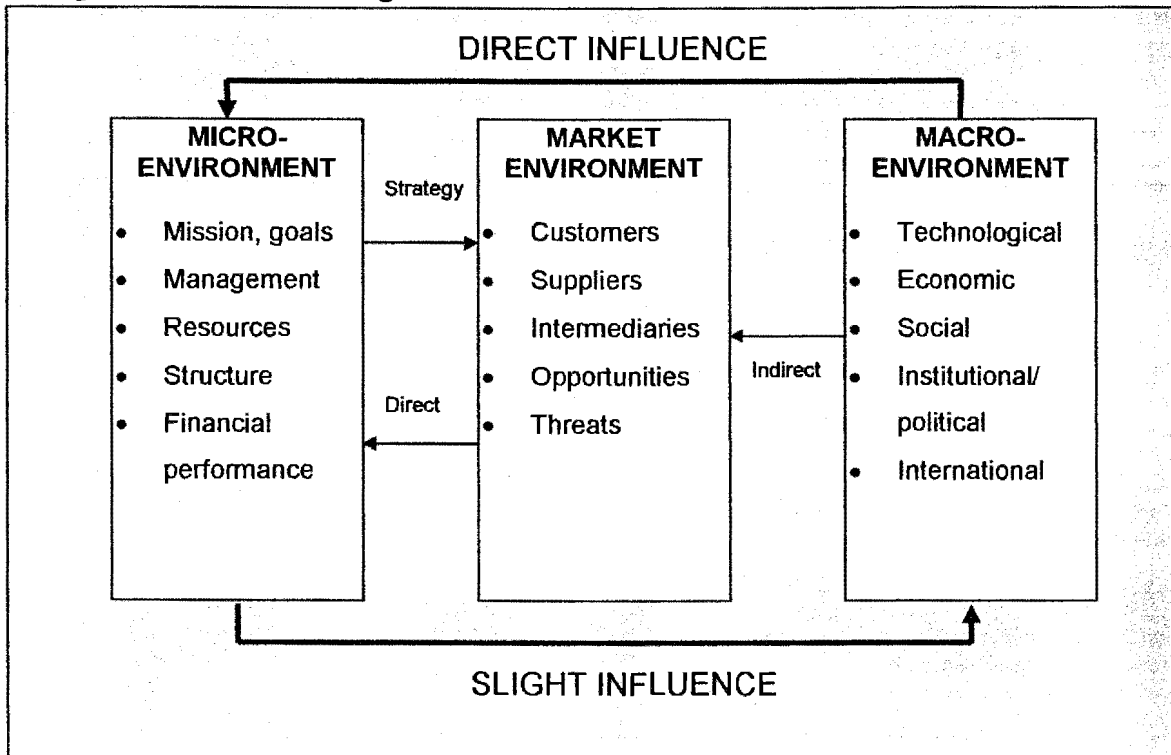 DIRECT INFLUENCE
MICRO-
ENVIRONMENT
• Mission, goals
• Management
• Resources
• Structure
• Financial
performance
Strategy
Direct
MARKET
ENVIRONMENT
• Customers
• Suppliers
• Intermediaries
• Opportunities
• Threats
Indirect
MACRO-
ENVIRONMENT
• Technological
• Economic
• Social
• Institutional/
political
• International
SLIGHT INFLUENCE